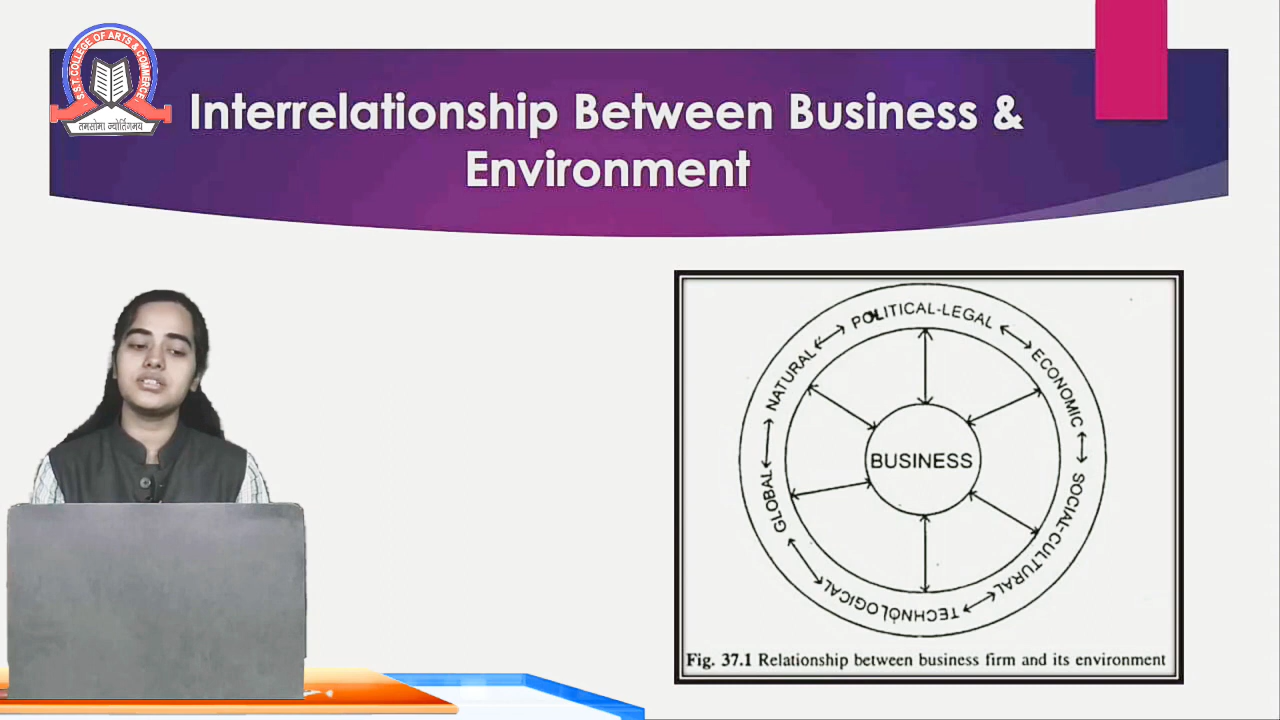 S.S.T. COLLEGE OF ARTS & COMMERCE
तमसोमा ज्योर्तिगमय
Interrelationship Between Business &
Environment
POLITICAL-LEGAL
NATURAL
ECONOMIC
BUSINESS
GLOBAL
SOCIAL-CULTURAL
TECHNOLOGICAL
Fig. 37.1 Relationship between business firm and its environment